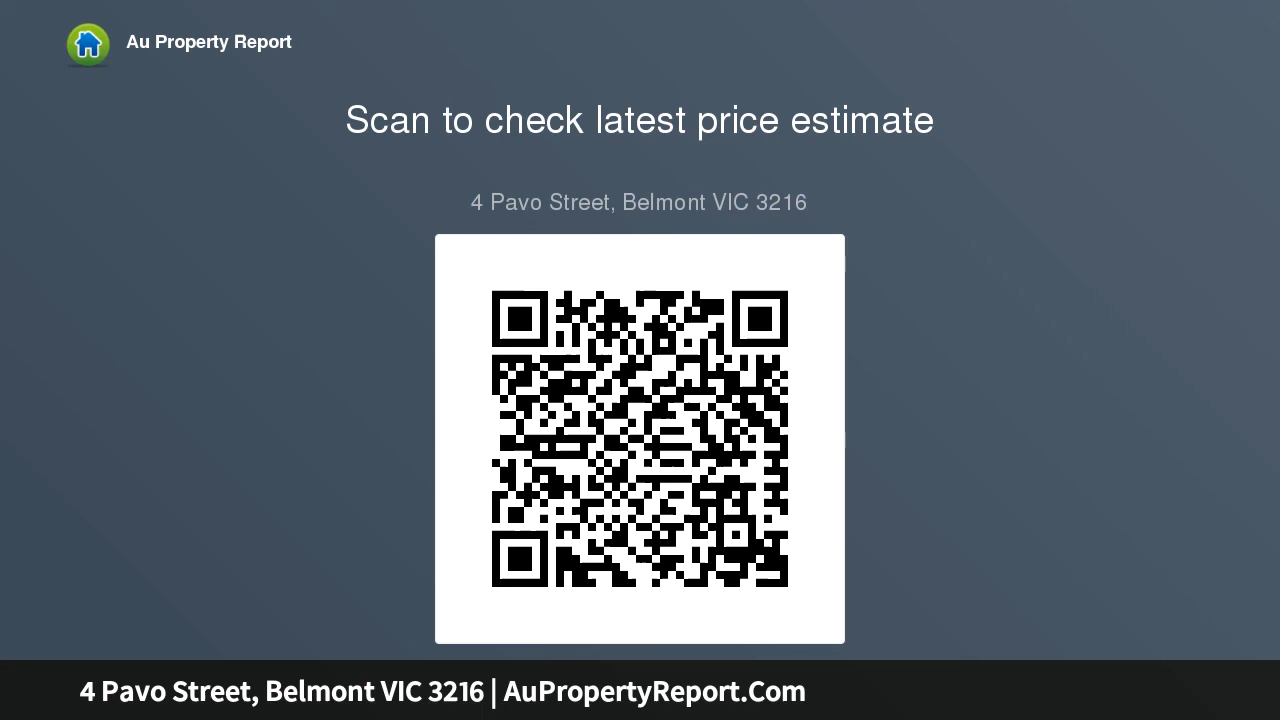 Au Property Report
Scan to check latest price estimate
4 Pavo Street, Belmont VIC 3216
4 Pavo Street, Belmont VIC 3216 | AuPropertyReport.Com